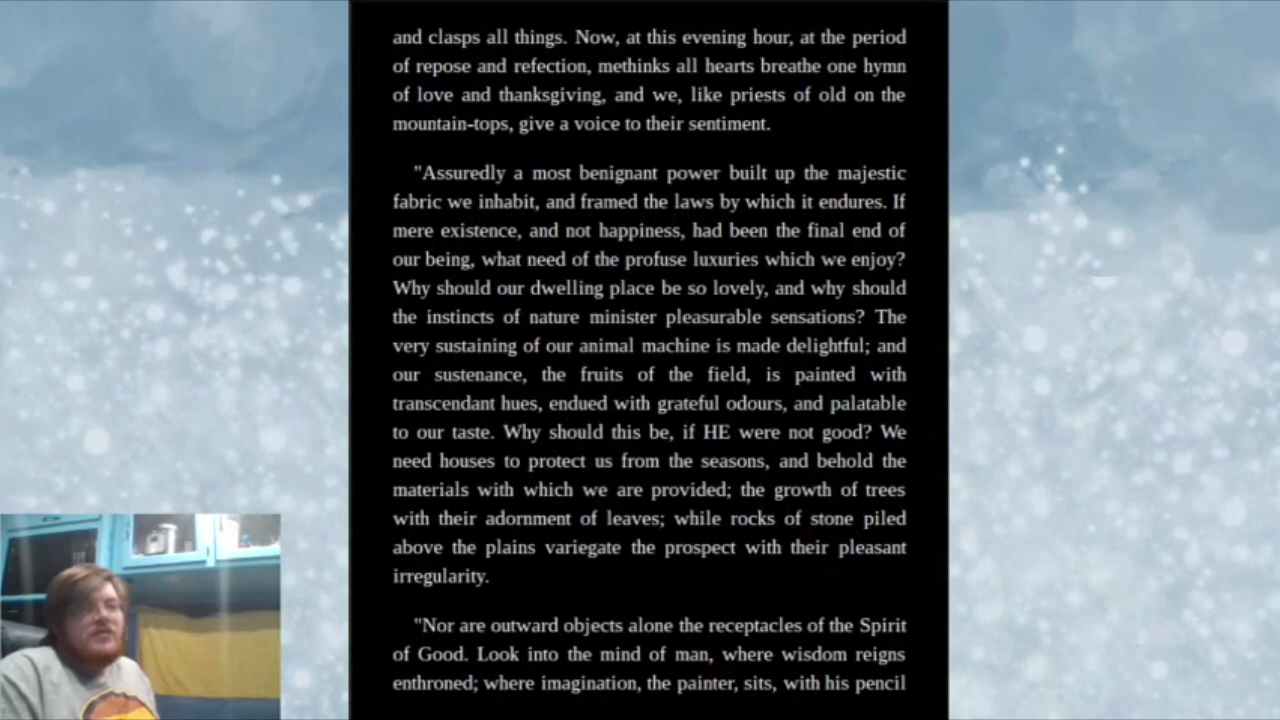 and clasps all things. Now, at this evening hour, at the period
of repose and refection, methinks all hearts breathe one hymn
of love and thanksgiving, and we, like priests of old on the
mountain-tops, give a voice to their sentiment.
"Assuredly a most benignant power built up the majestic
fabric we inhabit, and framed the laws by which it endures. If
mere existence, and not happiness, had been the final end of
our being, what need of the profuse luxuries which we enjoy?
Why should our dwelling place be so lovely, and why should
the instincts of nature minister pleasurable sensations? The
very sustaining of our animal machine is made delightful; and
our sustenance, the fruits of the field, is painted with
transcendant hues, endued with grateful odours, and palatable
to our taste. Why should this be, if HE were not good? We
need houses to protect us from the seasons, and behold the
materials with which we are provided; the growth of trees
with their adornment of leaves; while rocks of stone piled
above the plains variegate the prospect with their pleasant
irregularity.
"Nor are outward objects alone the receptacles of the Spirit
of Good. Look into the mind of man, where wisdom reigns
enthroned; where imagination, the painter, sits, with his pencil